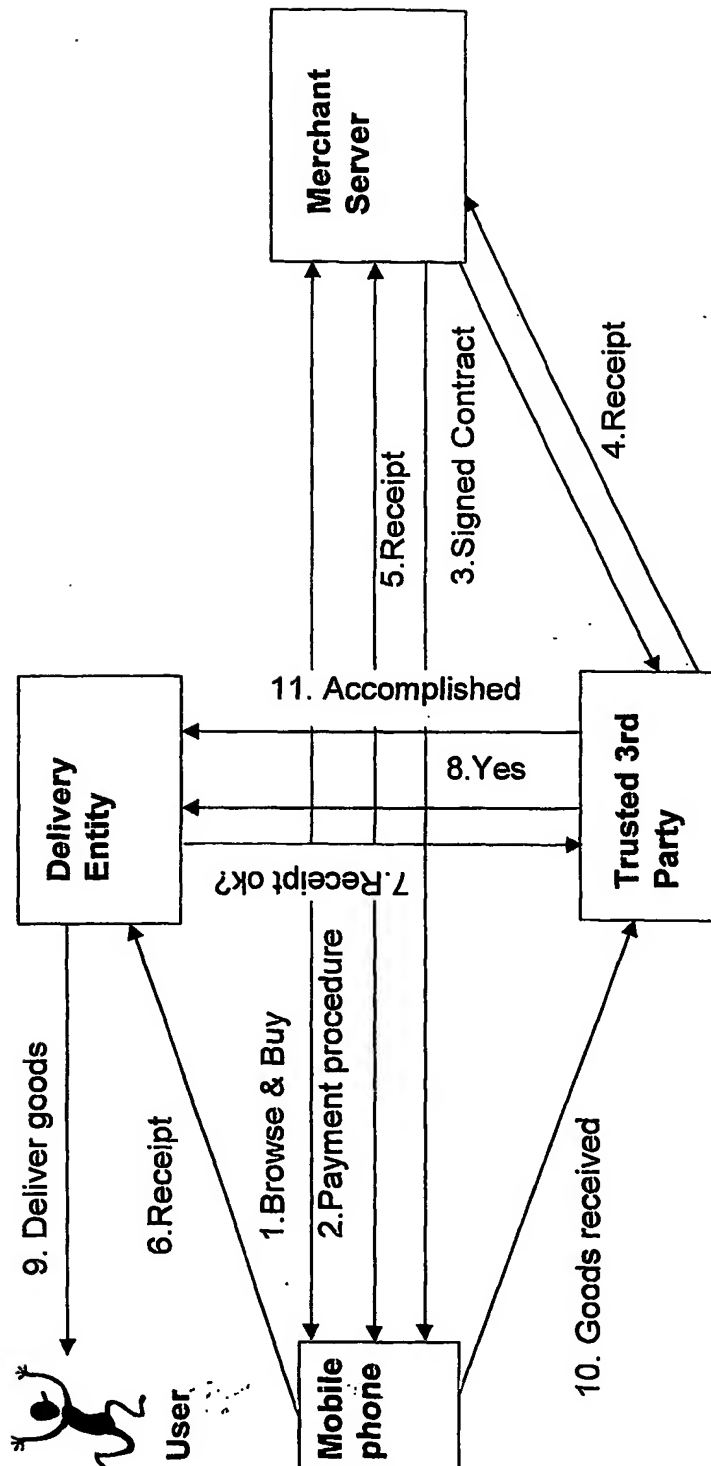 User
9. Deliver goods
Delivery
Entity
6.Receipt
Mobile
phone
1.Browse & Buy
2.Payment procedure
7.Receipt ok?
11. Accomplished
8.Yes
5.Receipt
3.Signed Contract
Merchant
Server
4.Receipt
10. Goods received
Trusted 3rd
Party